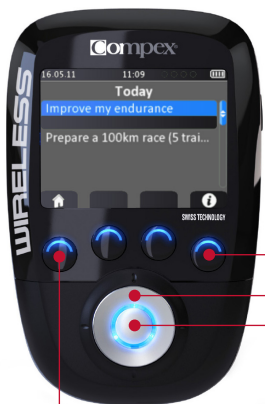 Compex
16.05.11 11:09
Today
Improve my endurance
Prepare a 100km race (5 trai...
i
SWISS TECHNOLOGY
WIRELESS